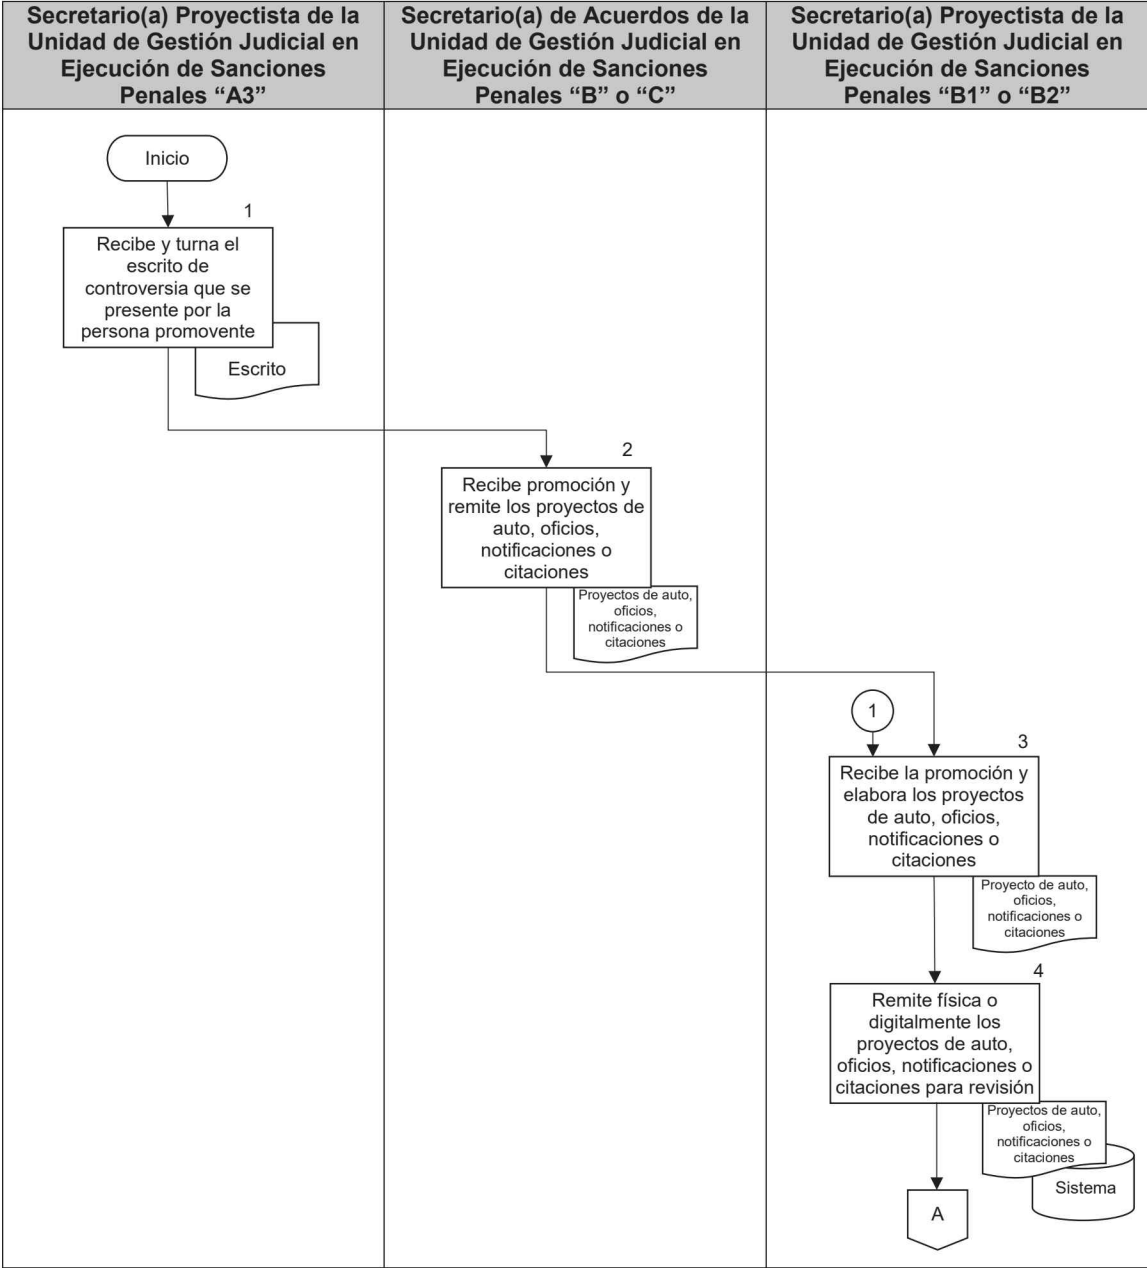 Secretario(a) Proyectista de la
Unidad de Gestión Judicial en
Ejecución de Sanciones
Penales “A3”
Secretario(a) de Acuerdos de la
Unidad de Gestión Judicial en
Ejecución de Sanciones
Penales “B” o “C”
Secretario(a) Proyectista de la
Unidad de Gestión Judicial en
Ejecución de Sanciones
Penales “B1” o “B2”
Inicio
1
Recibe y turna el
escrito de
controversia que se
presente por la
persona promovente
Escrito
2
Recibe promoción y
remite los proyectos de
auto, oficios,
notificaciones o
citaciones
Proyectos de auto,
oficios,
notificaciones o
citaciones
1
3
Recibe la promoción y
elabora los proyectos
de auto, oficios,
notificaciones o
citaciones
Proyecto de auto,
oficios,
notificaciones o
citaciones
4
Remite física o
digitalmente los
proyectos de auto,
oficios, notificaciones o
citaciones para revisión
Proyectos de auto,
oficios,
notificaciones o
citaciones
Sistema
A